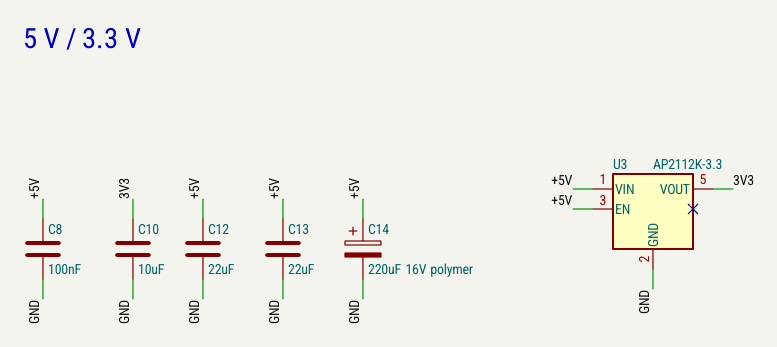 5 V / 3.3 V
U3 AP2112K-3.3
+5V 3V3 +5V +5V +5V
+5V 1 VIN VOUT 5 3V3
+5V 3 EN
C8 C10 C12 C13 + C14
GND
100nF 10uF 22uF 22uF 220uF 16V polymer
2
GND GND GND GND GND GND